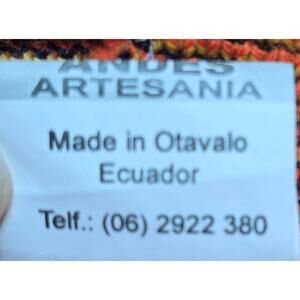 ANDES
ARTESANIA
Made in Otavalo
Ecuador
Telf.: (06) 2922 380